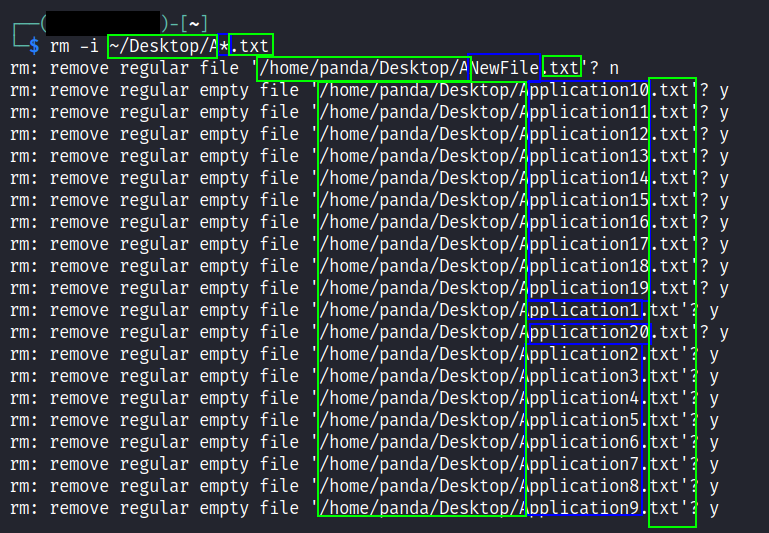 ┌──(          )-[~]
└─$ rm -i ~/Desktop/A*.txt
rm: remove regular file '/home/panda/Desktop/ANewFile.txt'? n
rm: remove regular empty file '/home/panda/Desktop/Application10.txt'? y
rm: remove regular empty file '/home/panda/Desktop/Application11.txt'? y
rm: remove regular empty file '/home/panda/Desktop/Application12.txt'? y
rm: remove regular empty file '/home/panda/Desktop/Application13.txt'? y
rm: remove regular empty file '/home/panda/Desktop/Application14.txt'? y
rm: remove regular empty file '/home/panda/Desktop/Application15.txt'? y
rm: remove regular empty file '/home/panda/Desktop/Application16.txt'? y
rm: remove regular empty file '/home/panda/Desktop/Application17.txt'? y
rm: remove regular empty file '/home/panda/Desktop/Application18.txt'? y
rm: remove regular empty file '/home/panda/Desktop/Application19.txt'? y
rm: remove regular empty file '/home/panda/Desktop/Application1.txt'? y
rm: remove regular empty file '/home/panda/Desktop/Application20.txt'? y
rm: remove regular empty file '/home/panda/Desktop/Application2.txt'? y
rm: remove regular empty file '/home/panda/Desktop/Application3.txt'? y
rm: remove regular empty file '/home/panda/Desktop/Application4.txt'? y
rm: remove regular empty file '/home/panda/Desktop/Application5.txt'? y
rm: remove regular empty file '/home/panda/Desktop/Application6.txt'? y
rm: remove regular empty file '/home/panda/Desktop/Application7.txt'? y
rm: remove regular empty file '/home/panda/Desktop/Application8.txt'? y
rm: remove regular empty file '/home/panda/Desktop/Application9.txt'? y